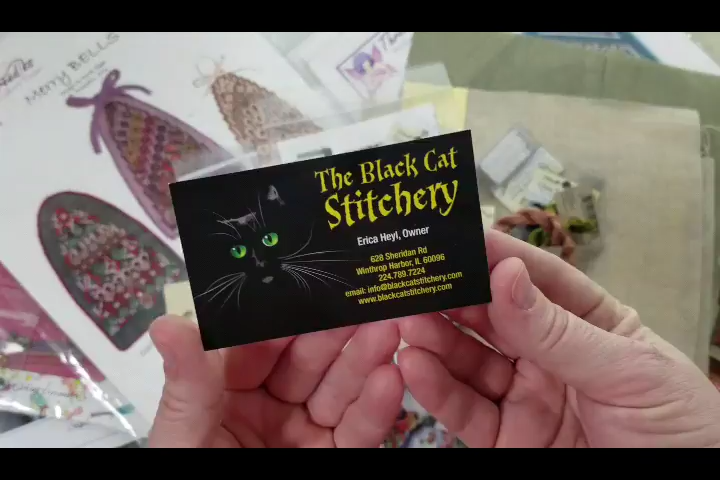 MERRY BELLS
The Black Cat
Stitchery
Erica Heyl, Owner
628 Sheridan Rd
Winthrop Harbor, IL 60096
224.789.7224
email: info@blackcatstitchery.com
www.blackcatstitchery.com